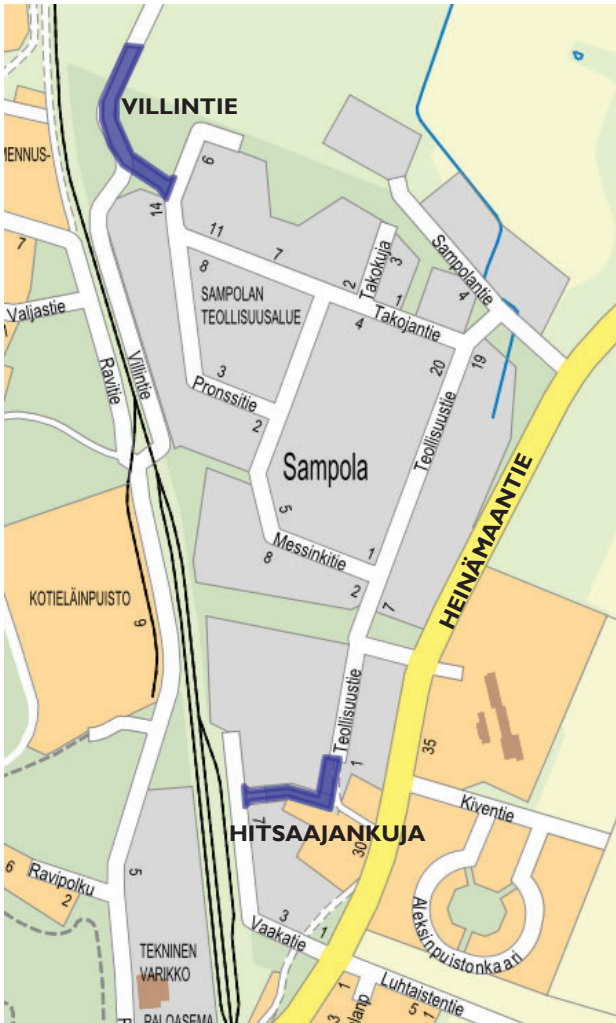 VILLINTIE
MENNUS-
6
14
7
11
7
8
2
Takokuja
3
Sampolantie
SAMPOLAN
TEOLLISUUSALUE
1
4
4
Takojantie
Valjastie
Ravitie
Villintie
3
Pronssitie
2
20
19
Teollisuustie
Sampola
5
Messinkitie
8
1
2
7
HEINÄMAANTIE
KOTIELÄINPUISTO
9
Teollisuustie
1
35
7
HITSAAJANKUJA
30
Kiventie
6
Ravipolku
2
5
Aleksinpuistonkaari
3
Vaakatie
1
TEKNINEN
VARIKKO
PALOASEMA
Luhtaistentie
1
3
5
1